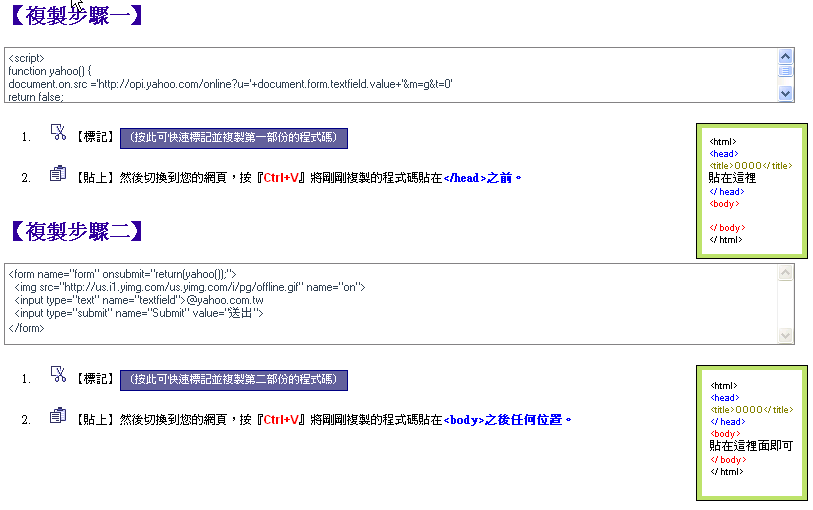 【複製步驟一】
<script>
function yahoo() {
document.on.src ='http://opi.yahoo.com/online?u='+document.form.textfield.value+'&m=g&t=0'
return false;
1. 【標記】 (按此可快速標記並複製第一部份的程式碼)
2. 【貼上】然後切換到您的網頁，按『Ctrl+V』將剛剛複製的程式碼貼在</head>之前。
<html>
<head>
<title>OOOO</title>
貼在這裡
</head>
<body>
</body>
</html>
【複製步驟二】
<form name="form" onsubmit="return(yahoo());">
<img src="http://us.i1.yimg.com/us.yimg.com/i/pg/offline.gif" name="on">
<input type="text" name="textfield">@yahoo.com.tw
<input type="submit" name="Submit" value="送出">
</form>
1. 【標記】 (按此可快速標記並複製第二部份的程式碼)
2. 【貼上】然後切換到您的網頁，按『Ctrl+V』將剛剛複製的程式碼貼在<body>之後任何位置。
<html>
<head>
<title>OOOO</title>
</head>
<body>
貼在這裡面即可
</body>
</html>